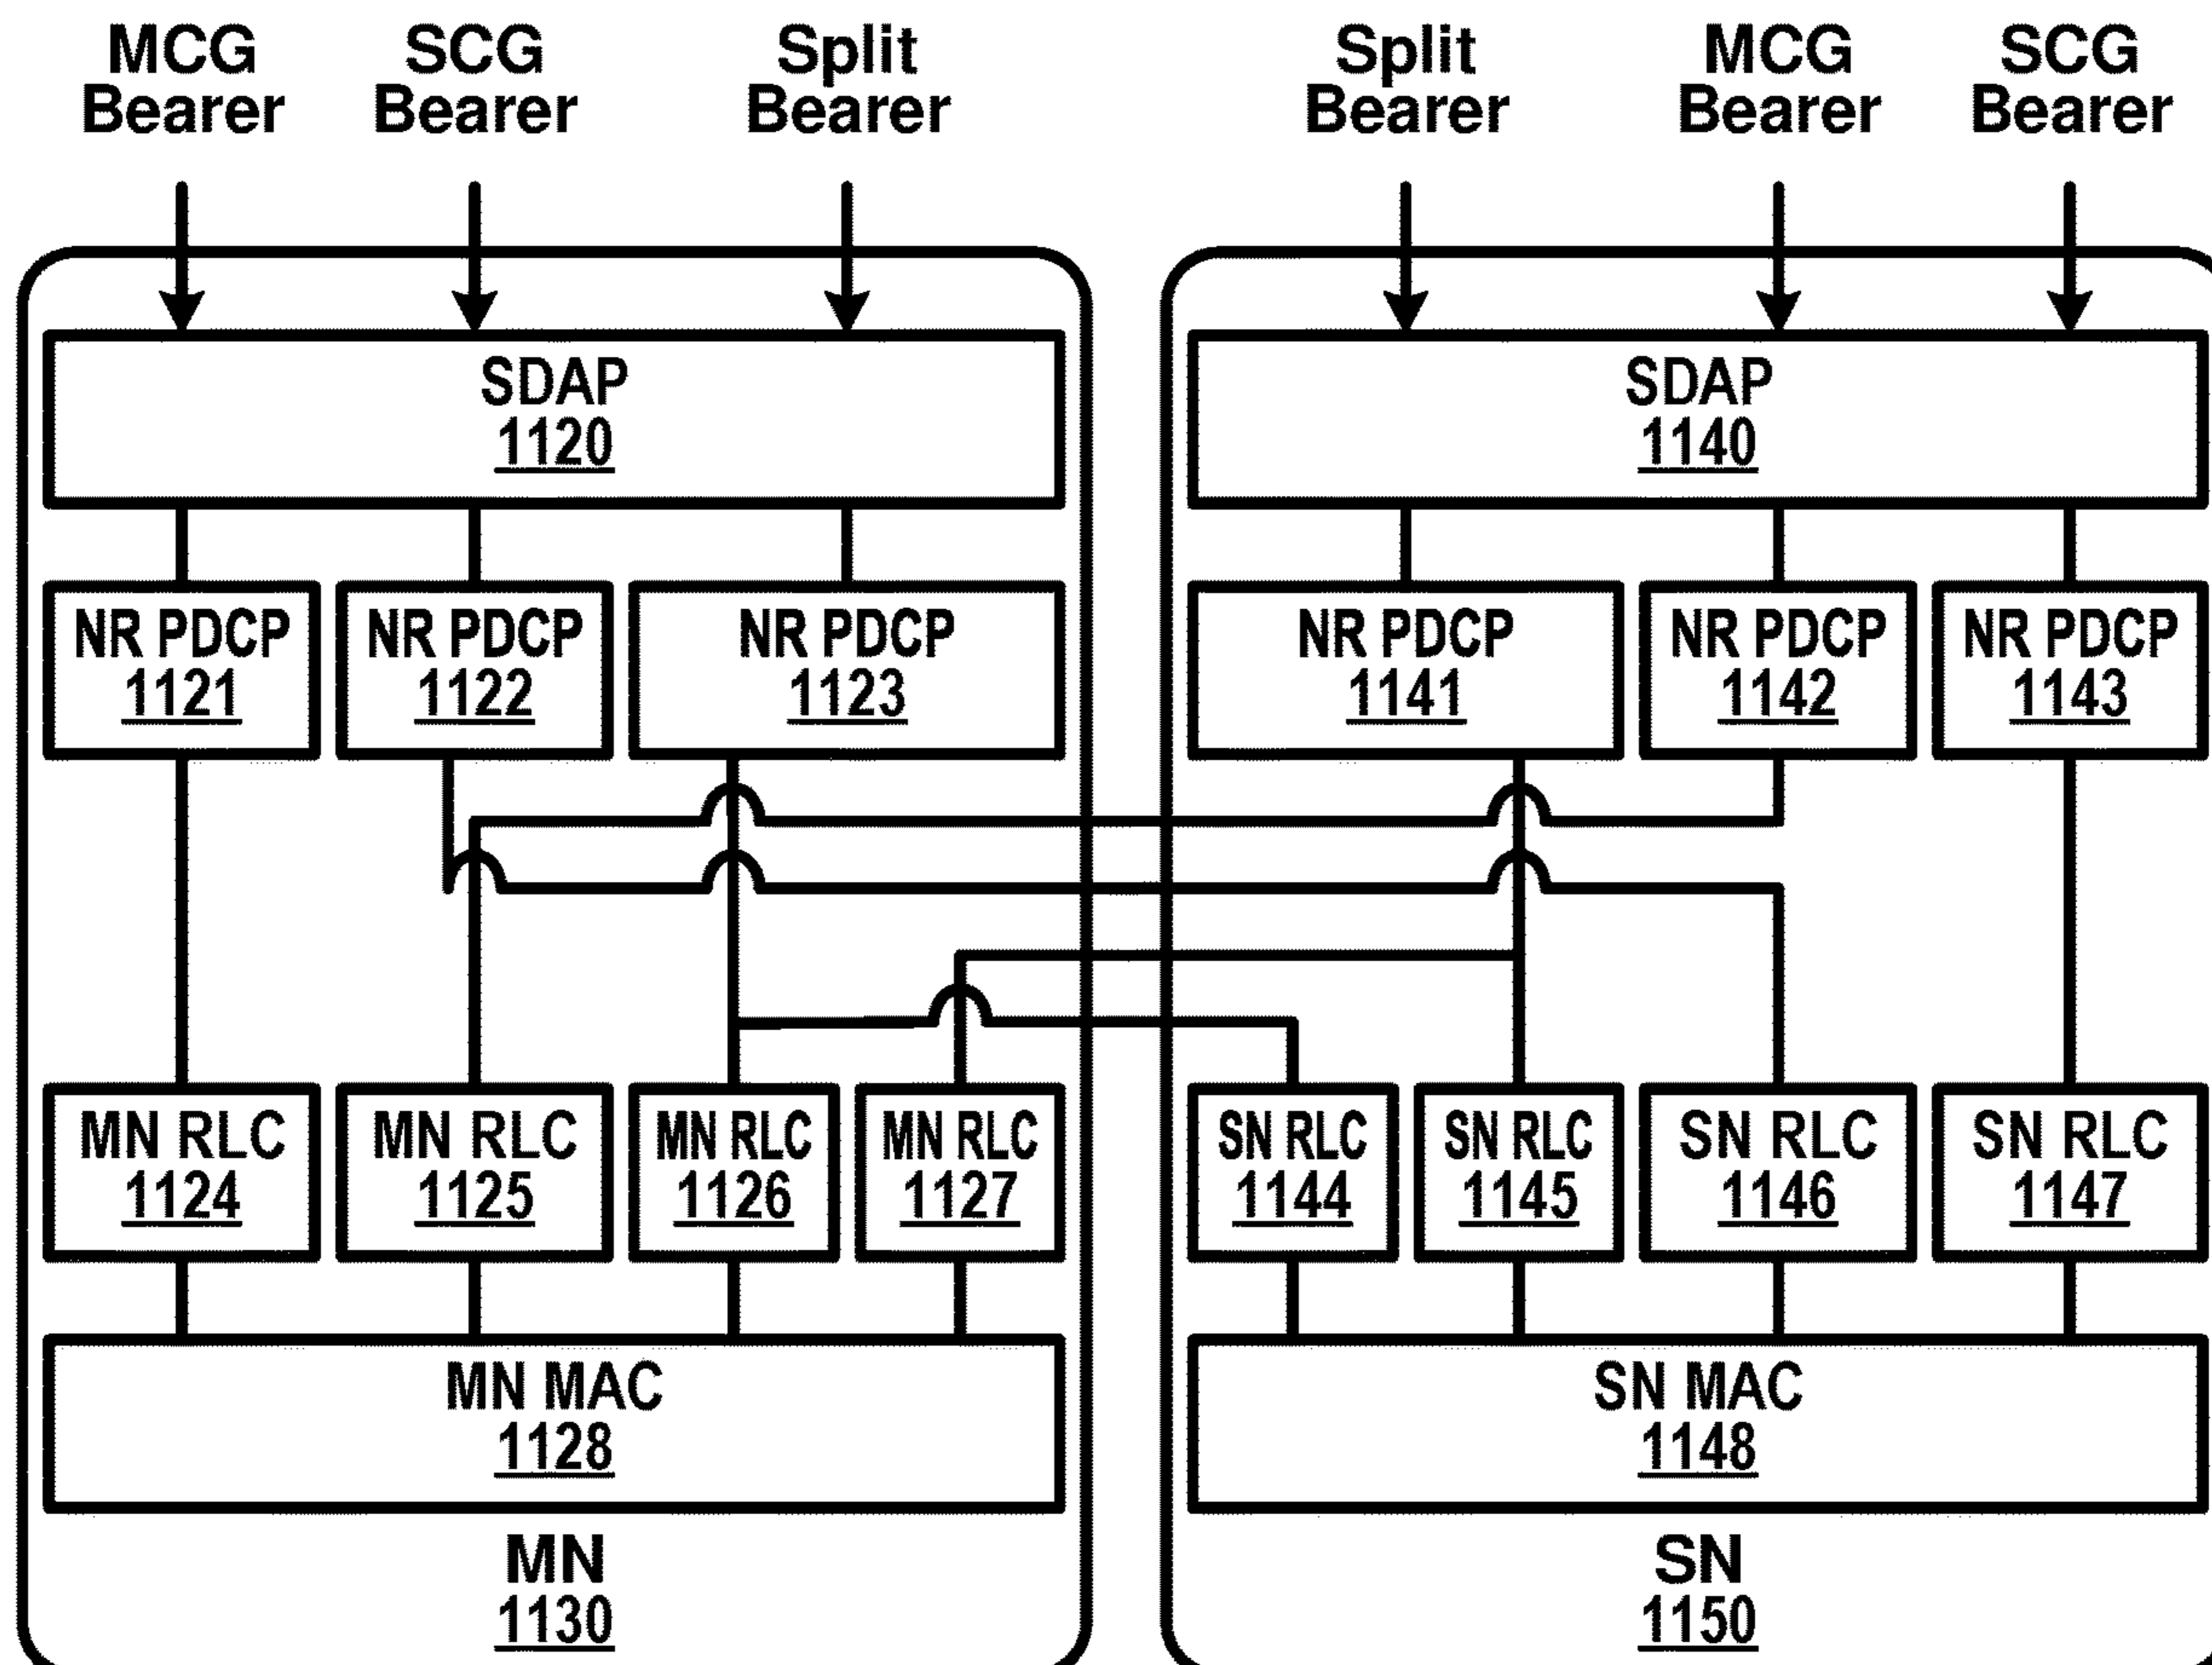 MCG
Bearer
SCG
Bearer
Split
Bearer
Split
Bearer
MCG
Bearer
SCG
Bearer
SDAP
1120
SDAP
1140
NR PDCP
1121
NR PDCP
1122
NR PDCP
1123
NR PDCP
1141
NR PDCP
1142
NR PDCP
1143
MN RLC
1124
MN RLC
1125
MN RLC
1126
MN RLC
1127
SN RLC
1144
SN RLC
1145
SN RLC
1146
SN RLC
1147
MN MAC
1128
SN MAC
1148
MN
1130
SN
1150